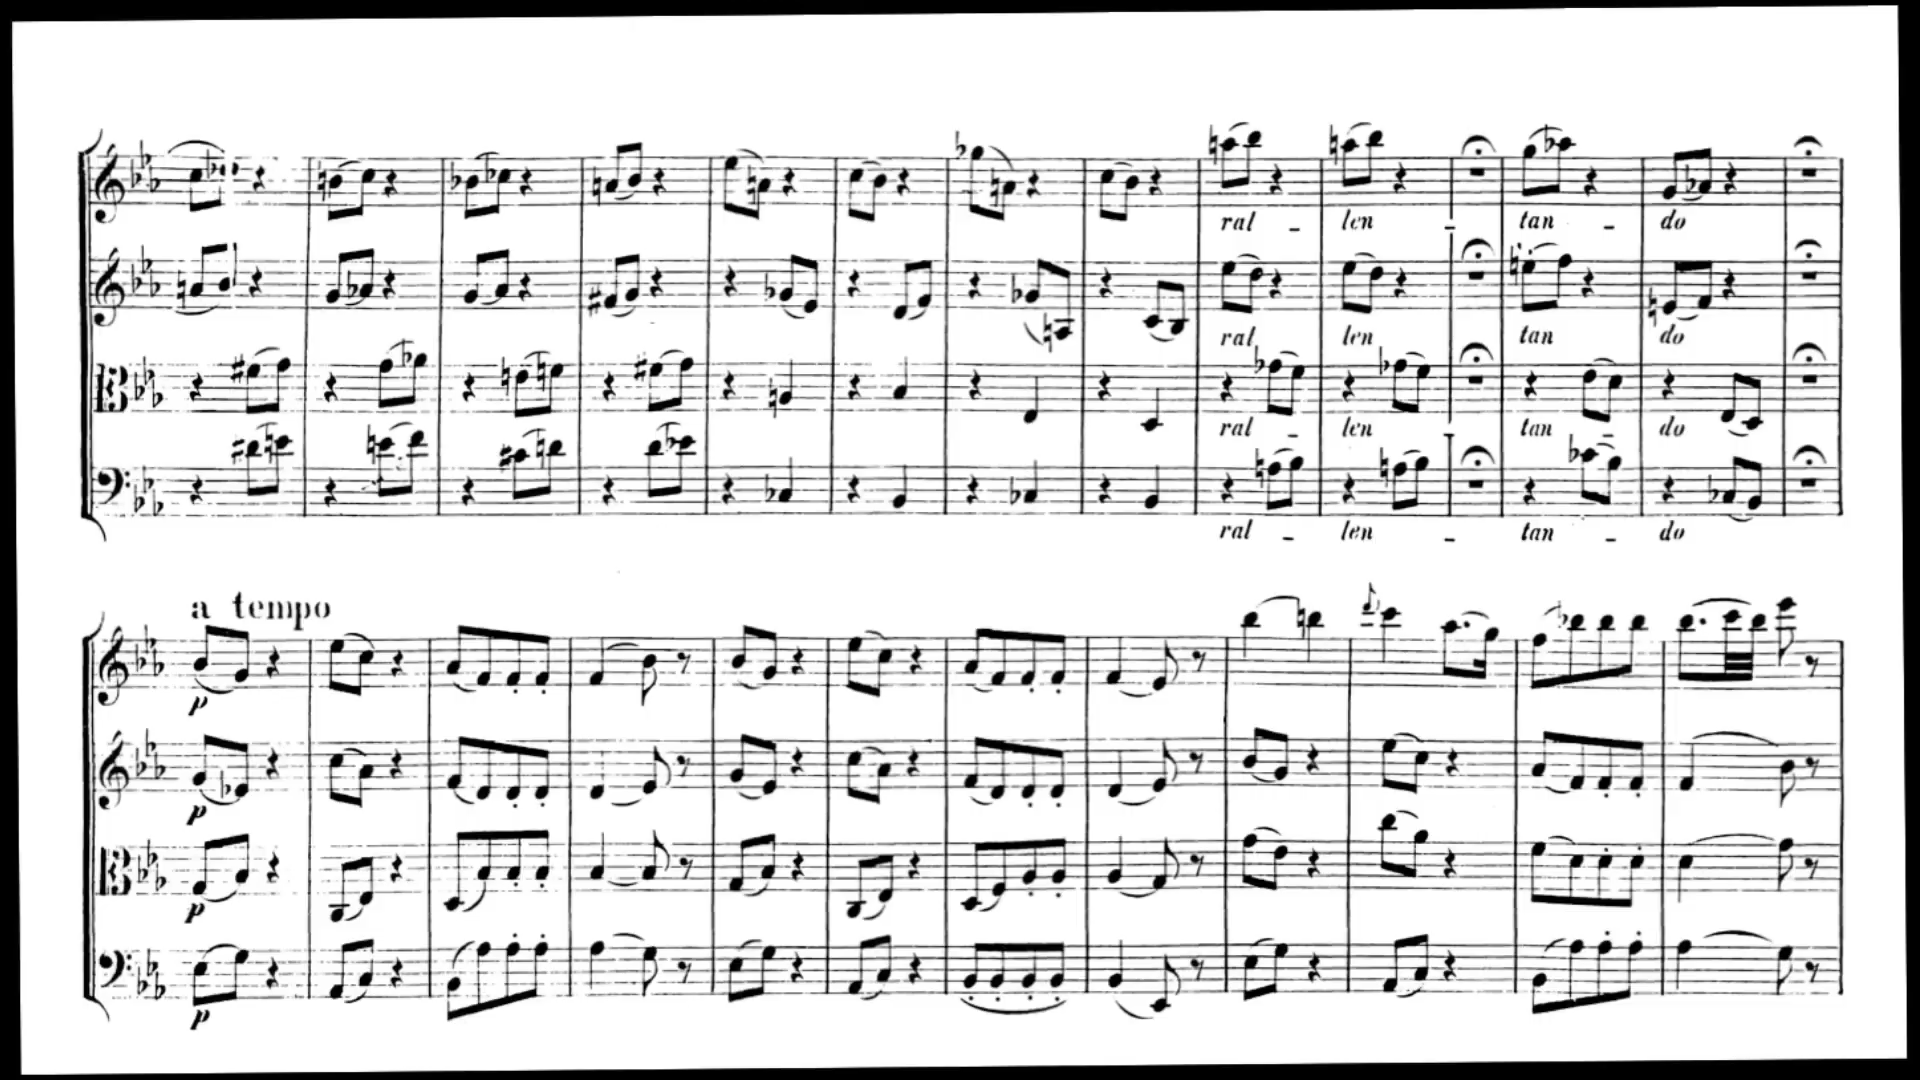 ral - len - tan - do
ral len tan do
ral - len tan - do
ral - len - tan - do
a tempo
p
p
p
p